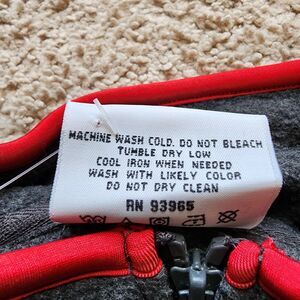 MACHINE WASH COLD. DO NOT BLEACH
TUMBLE DRY LOW
COOL IRON WHEN NEEDED
WASH WITH LIKELY COLOR
DO NOT DRY CLEAN
RN 93965